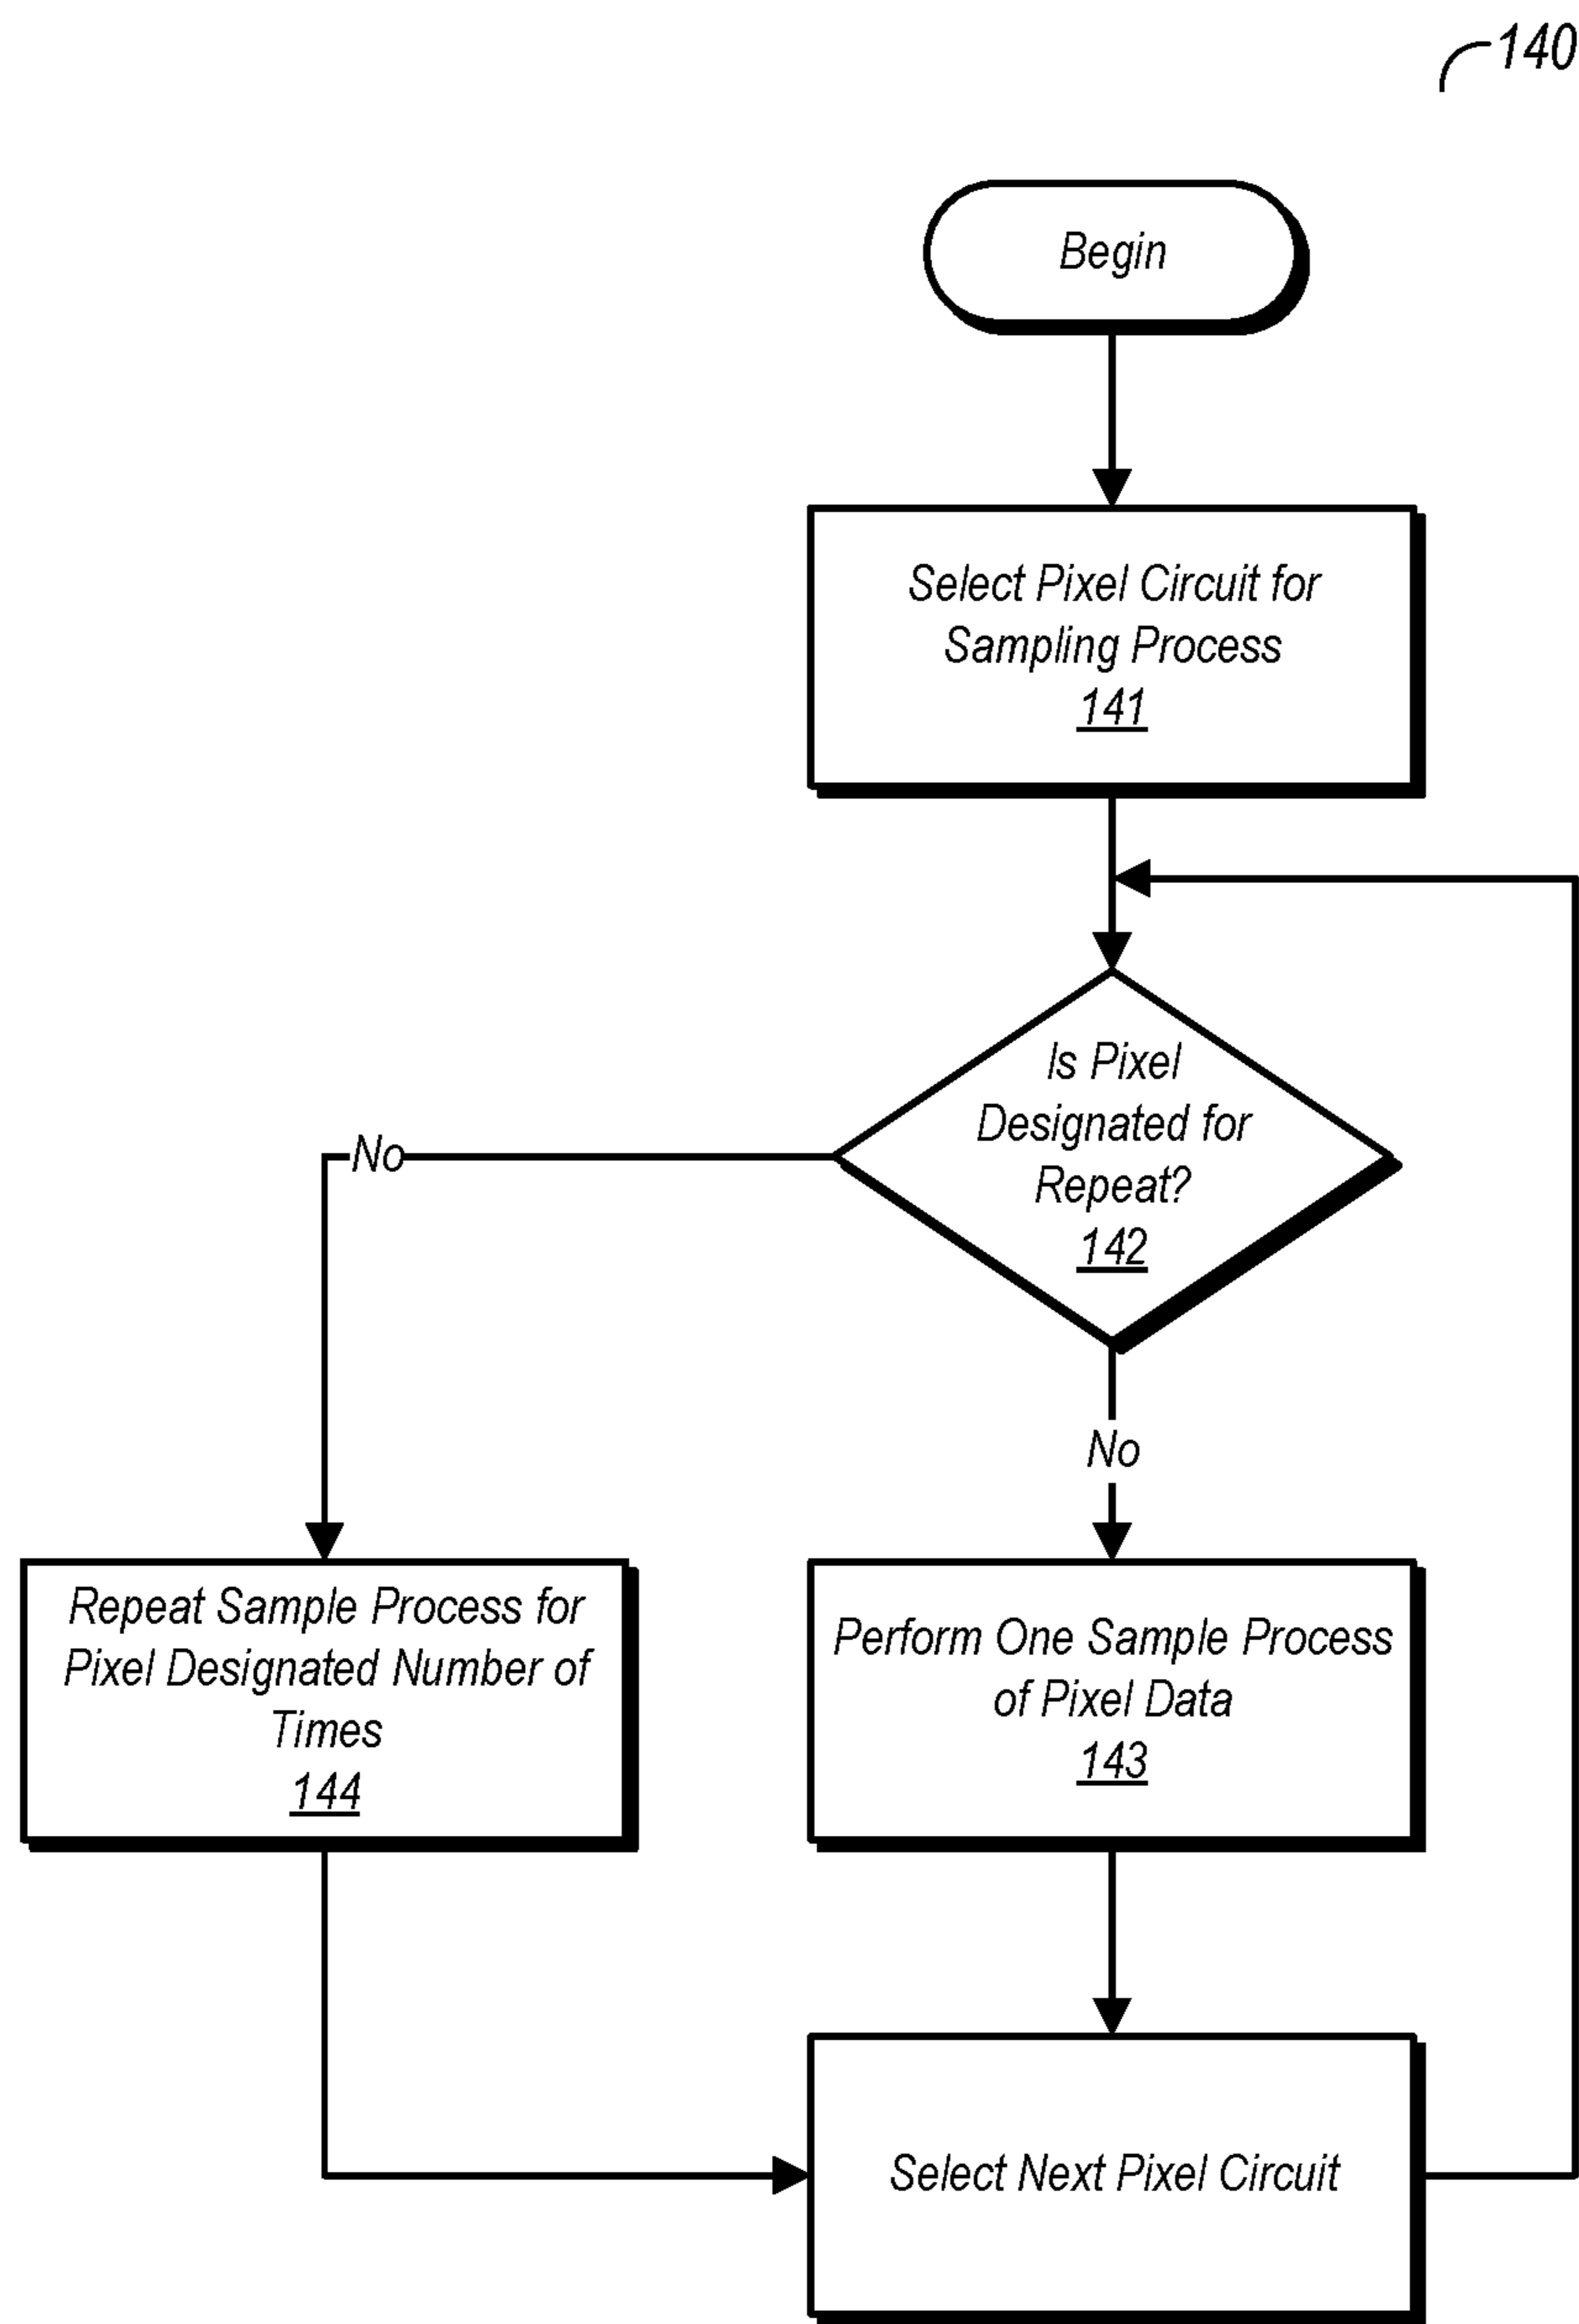 140
Begin
Select Pixel Circuit for
Sampling Process
141
Is Pixel
Designated for
Repeat?
142
No
No
Repeat Sample Process for
Pixel Designated Number of
Times
144
Perform One Sample Process
of Pixel Data
143
Select Next Pixel Circuit